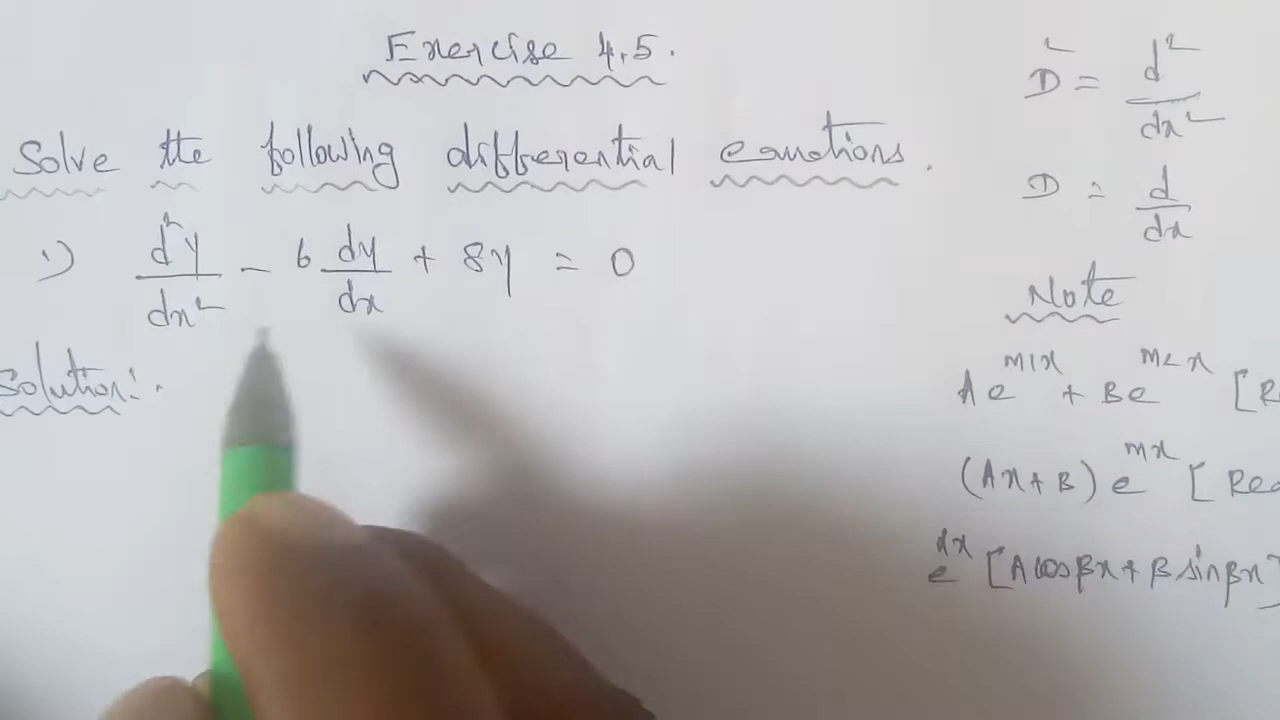 Exercise 4.5.
Solve the following differential equations.
1) d²y/dx² - 6 dy/dx + 8y = 0
Solution:.
D² = d²/dx²
D = d/dx
Note
Ae^m1x + Be^m2x [R
(Ax+B) e^mx [Rea
e^αx [A cos βx + B sin βx]